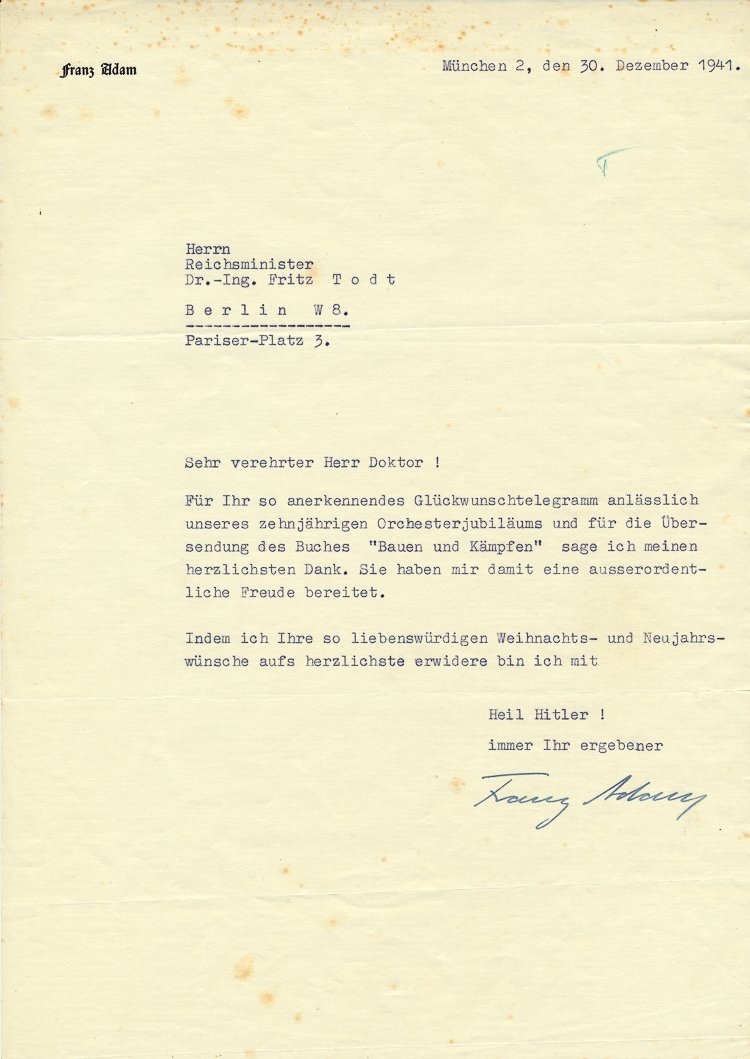 Franz Adam
München 2, den 30. Dezember 1941.
Herrn
Reichsminister
Dr.-Ing. Fritz T o d t
B e r l i n W 8.
Pariser-Platz 3.
Sehr verehrter Herr Doktor !
Für Ihr so anerkennendes Glückwunschtelegramm anlässlich
unseres zehnjährigen Orchesterjubiläums und für die Über-
sendung des Buches "Bauen und Kämpfen" sage ich meinen
herzlichsten Dank. Sie haben mir damit eine ausserordent-
liche Freude bereitet.
Indem ich Ihre so liebenswürdigen Weihnachts- und Neujahrs-
wünsche aufs herzlichste erwidere bin ich mit
Heil Hitler !
immer Ihr ergebener
Franz Adam